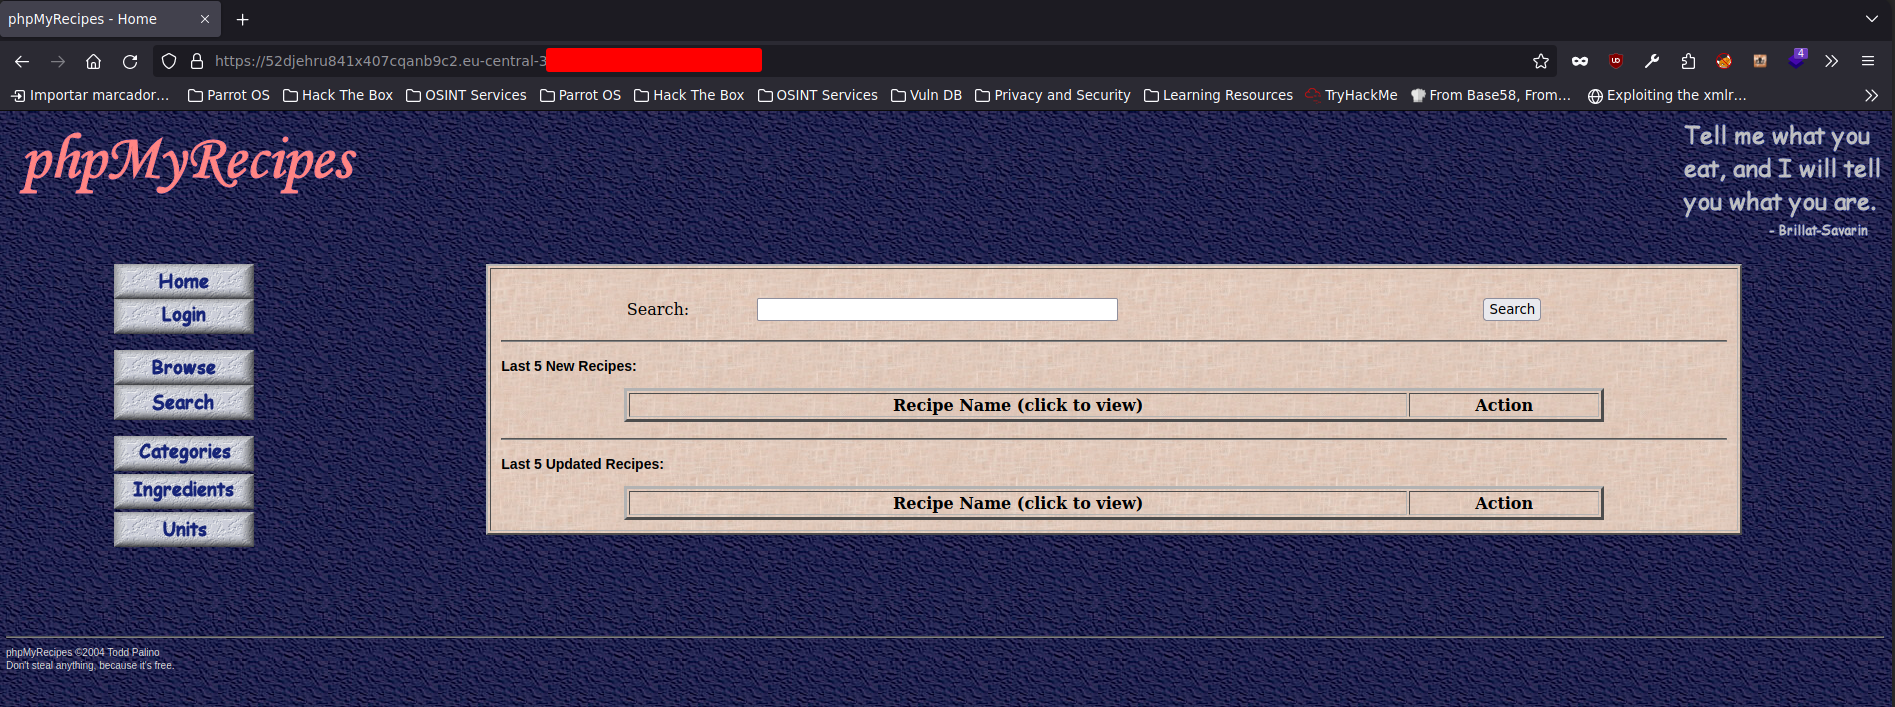 phpMyRecipes - Home
https://52djehru841x407cqanb9c2.eu-central-3
4
Importar marcador... Parrot OS Hack The Box OSINT Services Parrot OS Hack The Box OSINT Services Vuln DB Privacy and Security Learning Resources TryHackMe From Base58, From... Exploiting the xmlr...
phpMyRecipes
Tell me what you
eat, and I will tell
you what you are.
- Brillat-Savarin
Home
Login
Browse
Search
Categories
Ingredients
Units
Search: Search
Last 5 New Recipes:
Recipe Name (click to view) Action
Last 5 Updated Recipes:
Recipe Name (click to view) Action
phpMyRecipes ©2004 Todd Palino
Don't steal anything, because it's free.